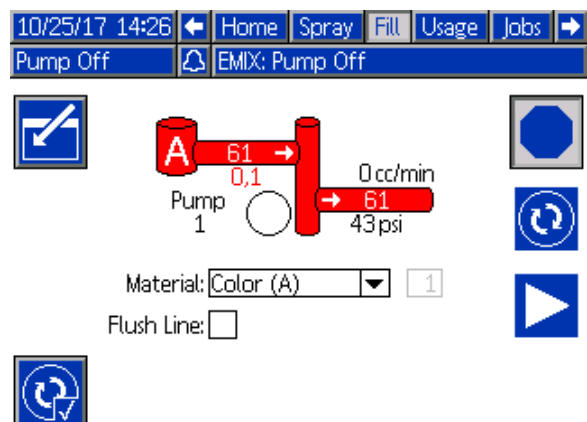 10/25/17 14:26 Home Spray Fill Usage Jobs
Pump Off EMIX: Pump Off
A 61
0,1
0 cc/min
Pump
1
61
43 psi
Material: Color (A) 1
Flush Line: